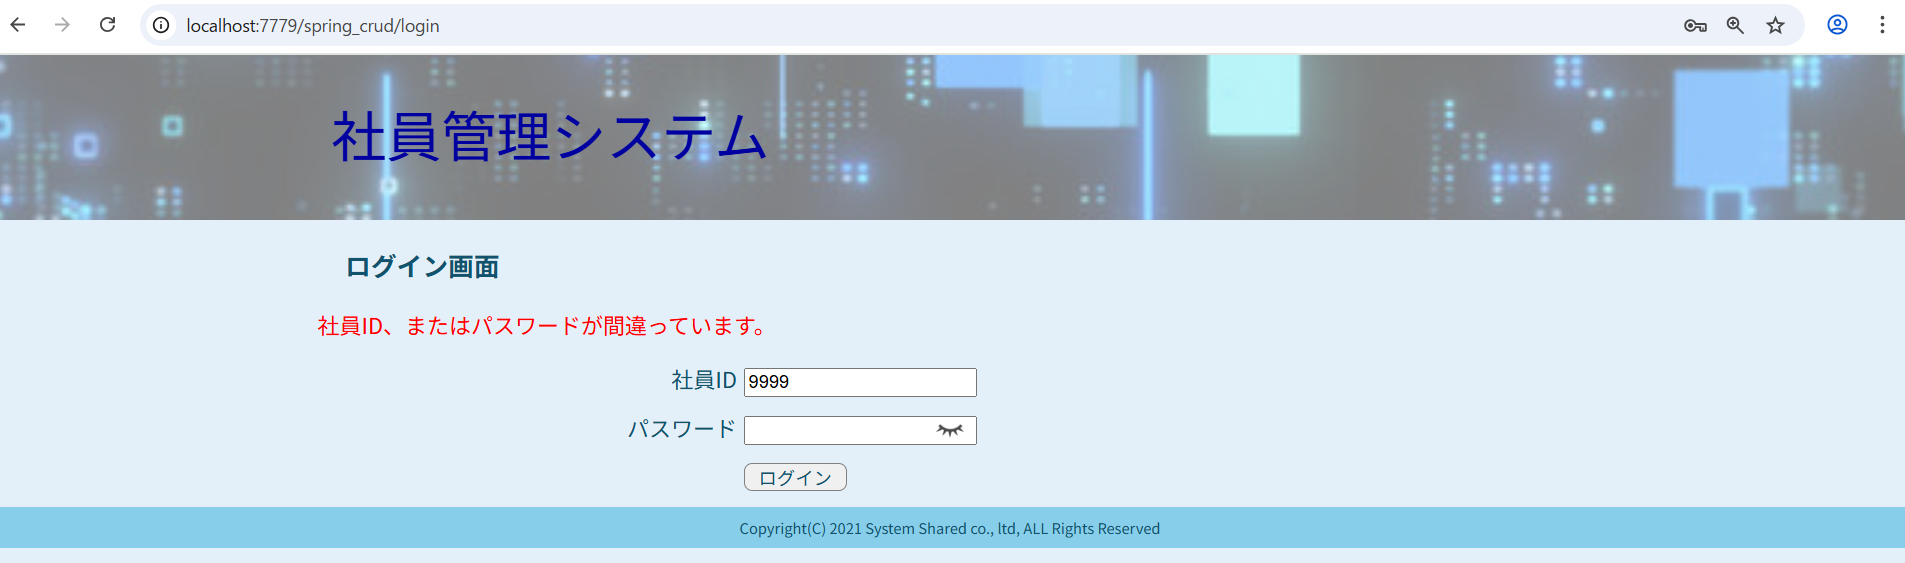 localhost:7779/spring_crud/login
社員管理システム
ログイン画面
社員ID、またはパスワードが間違っています。
社員ID 9999
パスワード
ログイン
Copyright(C) 2021 System Shared co., ltd, ALL Rights Reserved